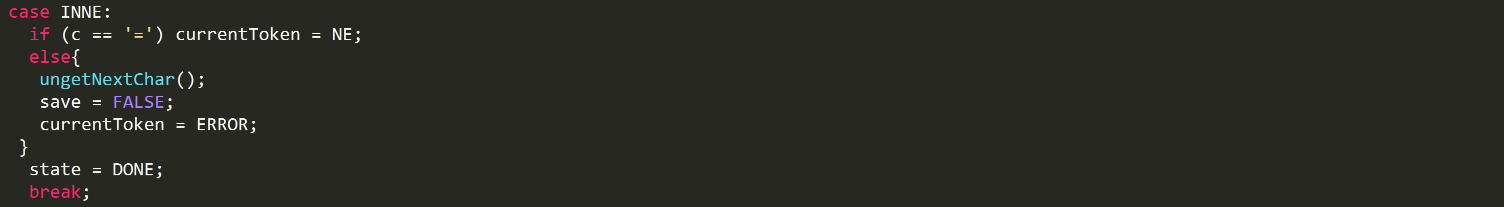 case INNE:
  if (c == '=') currentToken = NE;
  else{
   ungetNextChar();
   save = FALSE;
   currentToken = ERROR;
 }
  state = DONE;
  break;